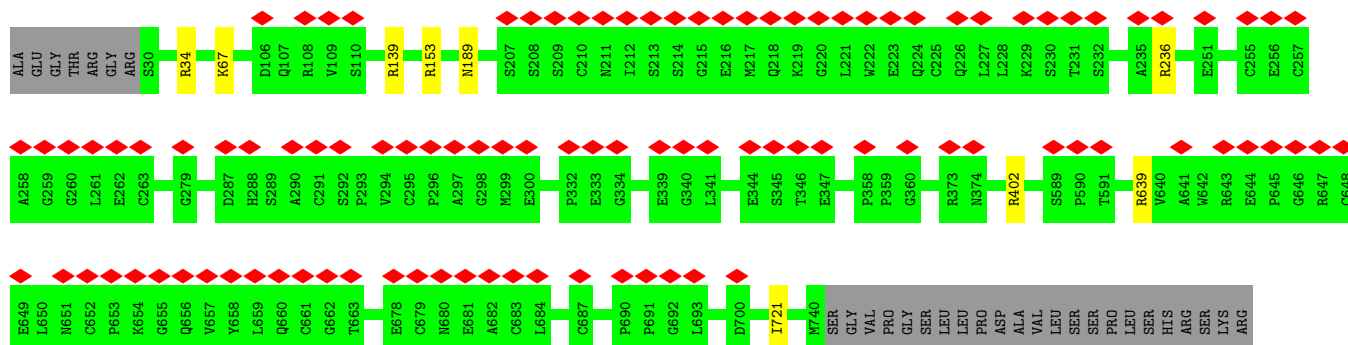 ALA GLU GLY THR ARG GLY ARG S30 R34 K67 D106 Q107 R108 V109 S110 R139 R153 N189 S207 S208 S209 C210 N211 I212 S213 S214 G215 E216 M217 Q218 K219 G220 L221 W222 E223 Q224 C225 Q226 L227 L228 K229 S230 T231 S232 A235 R236 E251 C255 E256 C257
A258 G259 G260 L261 E262 C263 G279 D287 H288 S289 A290 C291 S292 P293 V294 C295 P296 A297 G298 M299 E300 P332 E333 G334 E339 G340 L341 E344 S345 T346 E347 P358 P359 G360 R373 N374 R402 S589 P590 T591 R639 V640 A641 W642 R643 E644 P645 G646 R647 C648
E649 L650 N651 C652 P653 K654 G655 Q656 V657 Y658 L659 Q660 C661 G662 T663 E678 C679 N680 E681 A682 C683 L684 C687 P690 P691 G692 L693 D700 I721 M740 SER GLY VAL PRO GLY SER LEU LEU PRO ASP ALA VAL LEU SER SER PRO LEU SER HIS ARG SER LYS ARG